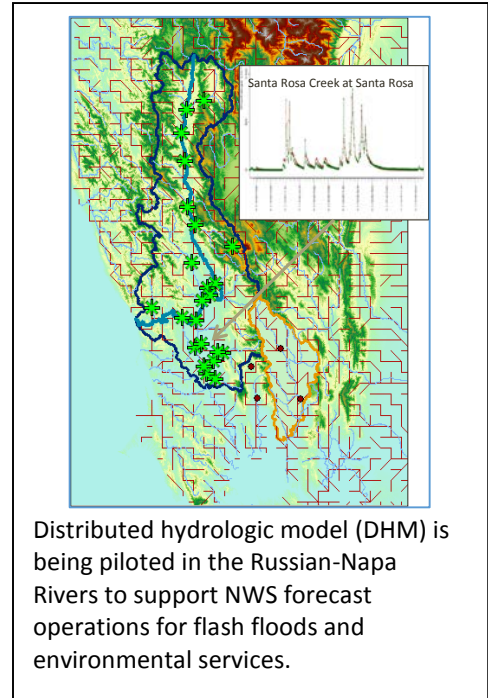 Santa Rosa Creek at Santa Rosa
Distributed hydrologic model (DHM) is
being piloted in the Russian-Napa
Rivers to support NWS forecast
operations for flash floods and
environmental services.